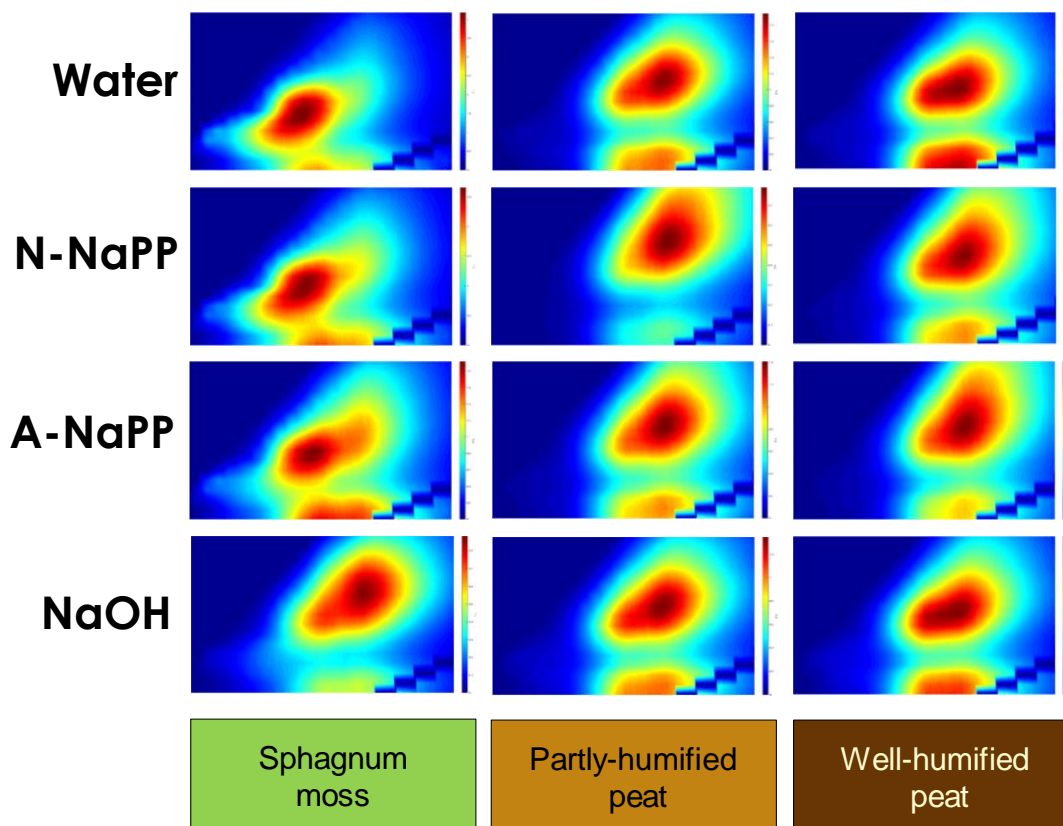 Water
N-NaPP
A-NaPP
NaOH
Sphagnum
moss
Partly-humified
peat
Well-humified
peat